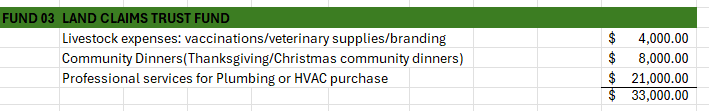 FUND 03 LAND CLAIMS TRUST FUND
Livestock expenses: vaccinations/veterinary supplies/branding $ 4,000.00
Community Dinners(Thanksgiving/Christmas community dinners) $ 8,000.00
Professional services for Plumbing or HVAC purchase $ 21,000.00
$ 33,000.00